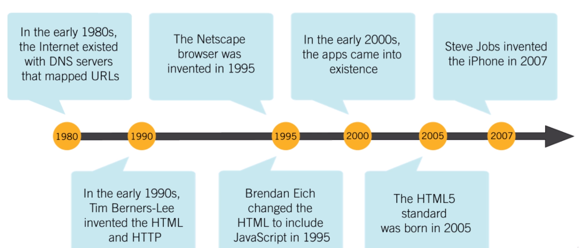 In the early 1980s,
the Internet existed
with DNS servers
that mapped URLs
The Netscape
browser was
invented in 1995
In the early 2000s,
the apps came into
existence
Steve Jobs invented
the iPhone in 2007
1980
1990
1995
2000
2005
2007
In the early 1990s,
Tim Berners-Lee
invented the HTML
and HTTP
Brendan Eich
changed the
HTML to include
JavaScript in 1995
The HTML5
standard
was born in 2005